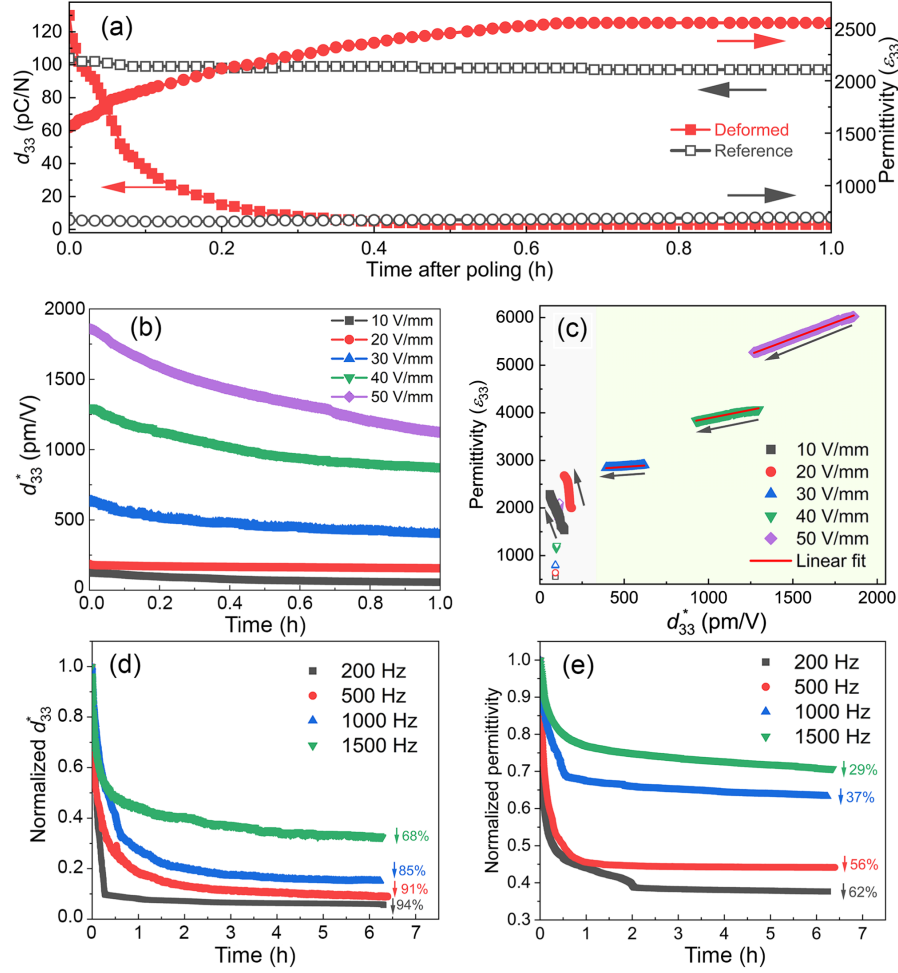 (a)
d33 (pC/N)
120
100
80
60
40
20
0
2500
2000
1500
1000
Permittivity (ε33)
Deformed
Reference
0.0 0.2 0.4 0.6 0.8 1.0
Time after poling (h)
(b)
d33* (pm/V)
2000
1750
1500
1250
1000
750
500
250
0
10 V/mm
20 V/mm
30 V/mm
40 V/mm
50 V/mm
0.0 0.2 0.4 0.6 0.8 1.0
Time (h)
(c)
Permittivity (ε33)
6000
5000
4000
3000
2000
1000
10 V/mm
20 V/mm
30 V/mm
40 V/mm
50 V/mm
Linear fit
0 500 1000 1500 2000
d33* (pm/V)
(d)
Normalized d33*
1.0
0.8
0.6
0.4
0.2
0.0
200 Hz
500 Hz
1000 Hz
1500 Hz
68%
85%
91%
94%
0 1 2 3 4 5 6 7
Time (h)
(e)
Normalized permittivity
1.0
0.9
0.8
0.7
0.6
0.5
0.4
0.3
200 Hz
500 Hz
1000 Hz
1500 Hz
29%
37%
56%
62%
0 1 2 3 4 5 6 7
Time (h)